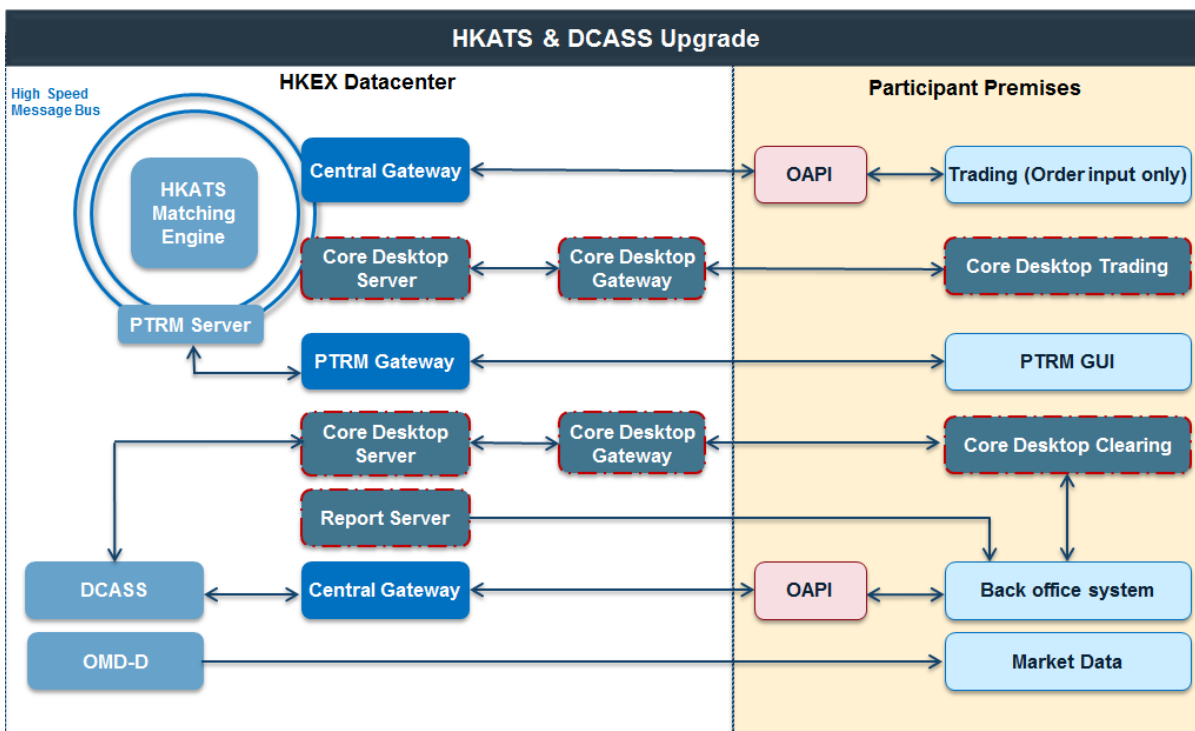 HKATS & DCASS Upgrade
HKEX Datacenter
Participant Premises
High Speed
Message Bus
HKATS
Matching
Engine
Central Gateway
OAPI
Trading (Order input only)
Core Desktop
Server
Core Desktop
Gateway
Core Desktop Trading
PTRM Server
PTRM Gateway
PTRM GUI
Core Desktop
Server
Core Desktop
Gateway
Core Desktop Clearing
Report Server
DCASS
Central Gateway
OAPI
Back office system
OMD-D
Market Data